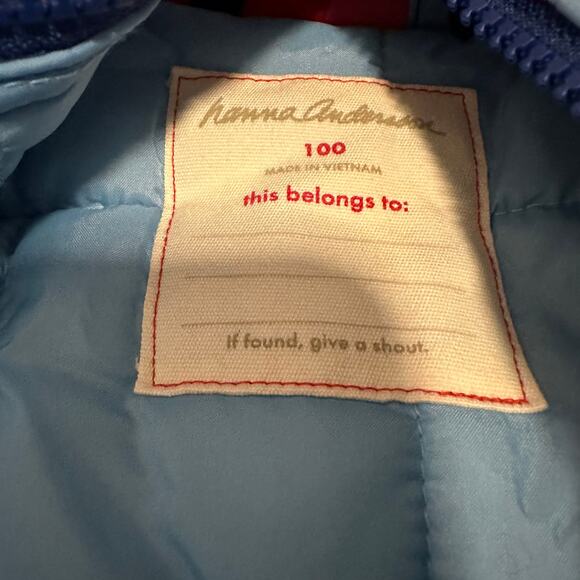 hanna Andersson
100
MADE IN VIETNAM
this belongs to:
If found, give a shout.